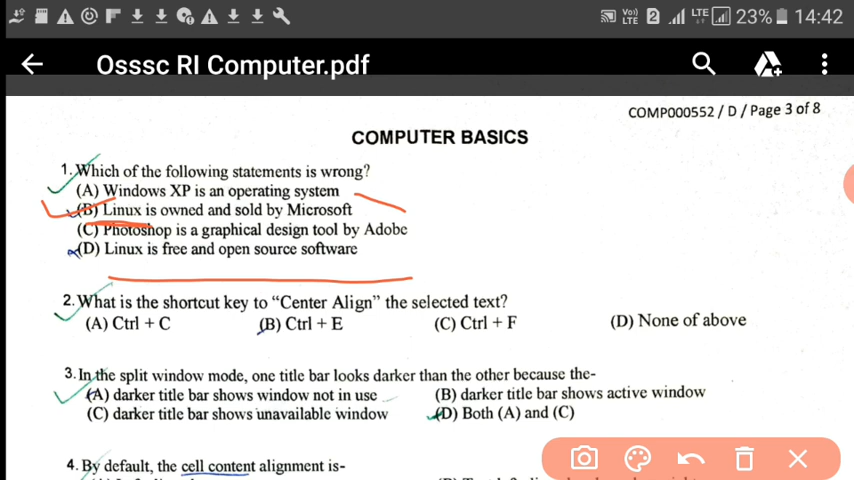 LTE 2 LTE 23% 14:42
Osssc RI Computer.pdf
COMP000552 / D / Page 3 of 8
COMPUTER BASICS
1. Which of the following statements is wrong?
(A) Windows XP is an operating system
(B) Linux is owned and sold by Microsoft
(C) Photoshop is a graphical design tool by Adobe
(D) Linux is free and open source software
2. What is the shortcut key to “Center Align” the selected text?
(A) Ctrl + C (B) Ctrl + E (C) Ctrl + F (D) None of above
3. In the split window mode, one title bar looks darker than the other because the-
(A) darker title bar shows window not in use (B) darker title bar shows active window
(C) darker title bar shows unavailable window (D) Both (A) and (C)
4. By default, the cell content alignment is-